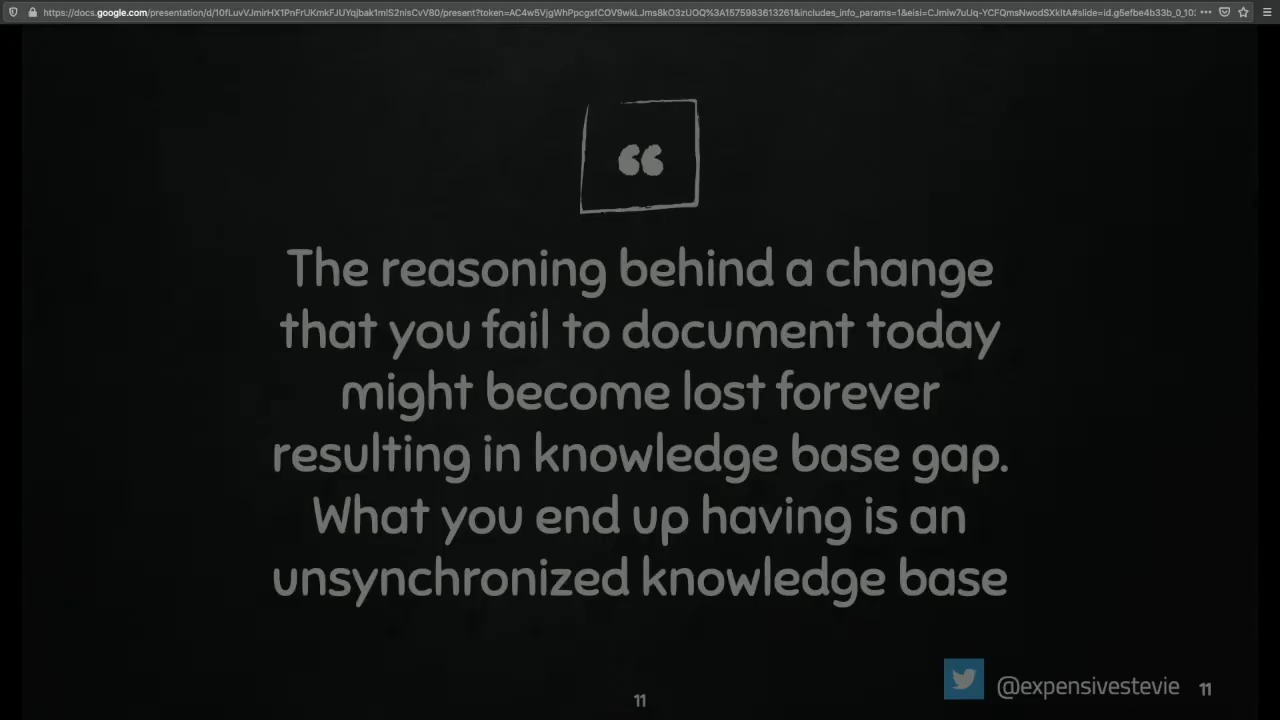 “
The reasoning behind a change
that you fail to document today
might become lost forever
resulting in knowledge base gap.
What you end up having is an
unsynchronized knowledge base
@expensivestevie 11
11